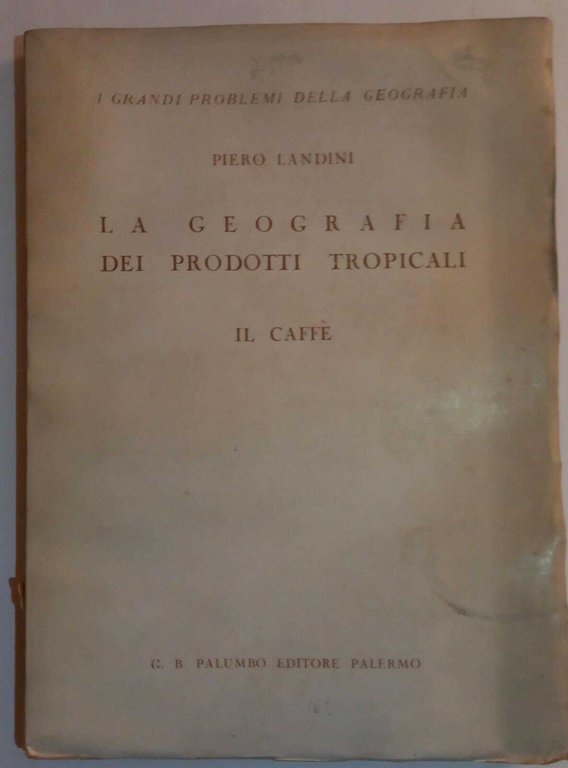 I GRANDI PROBLEMI DELLA GEOGRAFIA
PIERO LANDINI
LA GEOGRAFIA
DEI PRODOTTI TROPICALI
IL CAFFÈ
G. B. PALUMBO EDITORE PALERMO